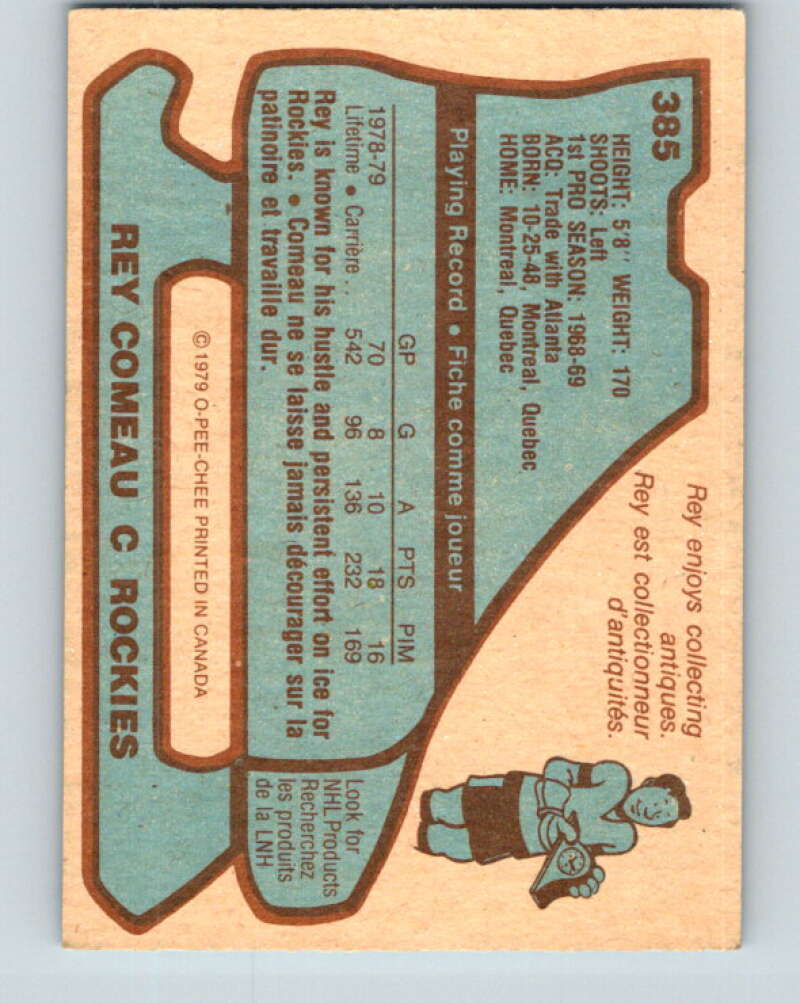 385
HEIGHT: 5'8'' WEIGHT: 170
SHOOTS: Left
1st PRO SEASON: 1968-69
ACQ: Trade with Atlanta
BORN: 10-25-48, Montreal, Quebec
HOME: Montreal, Quebec
Rey enjoys collecting
antiques.
Rey est collectionneur
d'antiquités.
Playing Record • Fiche comme joueur
GP G A PTS PIM
1978-79 70 8 10 18 16
Lifetime • Carrière .. 542 96 136 232 169
Rey is known for his hustle and persistent effort on ice for
Rockies. • Comeau ne se laisse jamais décourager sur la
patinoire et travaille dur.
Look for
NHL Products
Recherchez
les produits
de la LNH
© 1979 O-PEE-CHEE PRINTED IN CANADA
REY COMEAU C ROCKIES